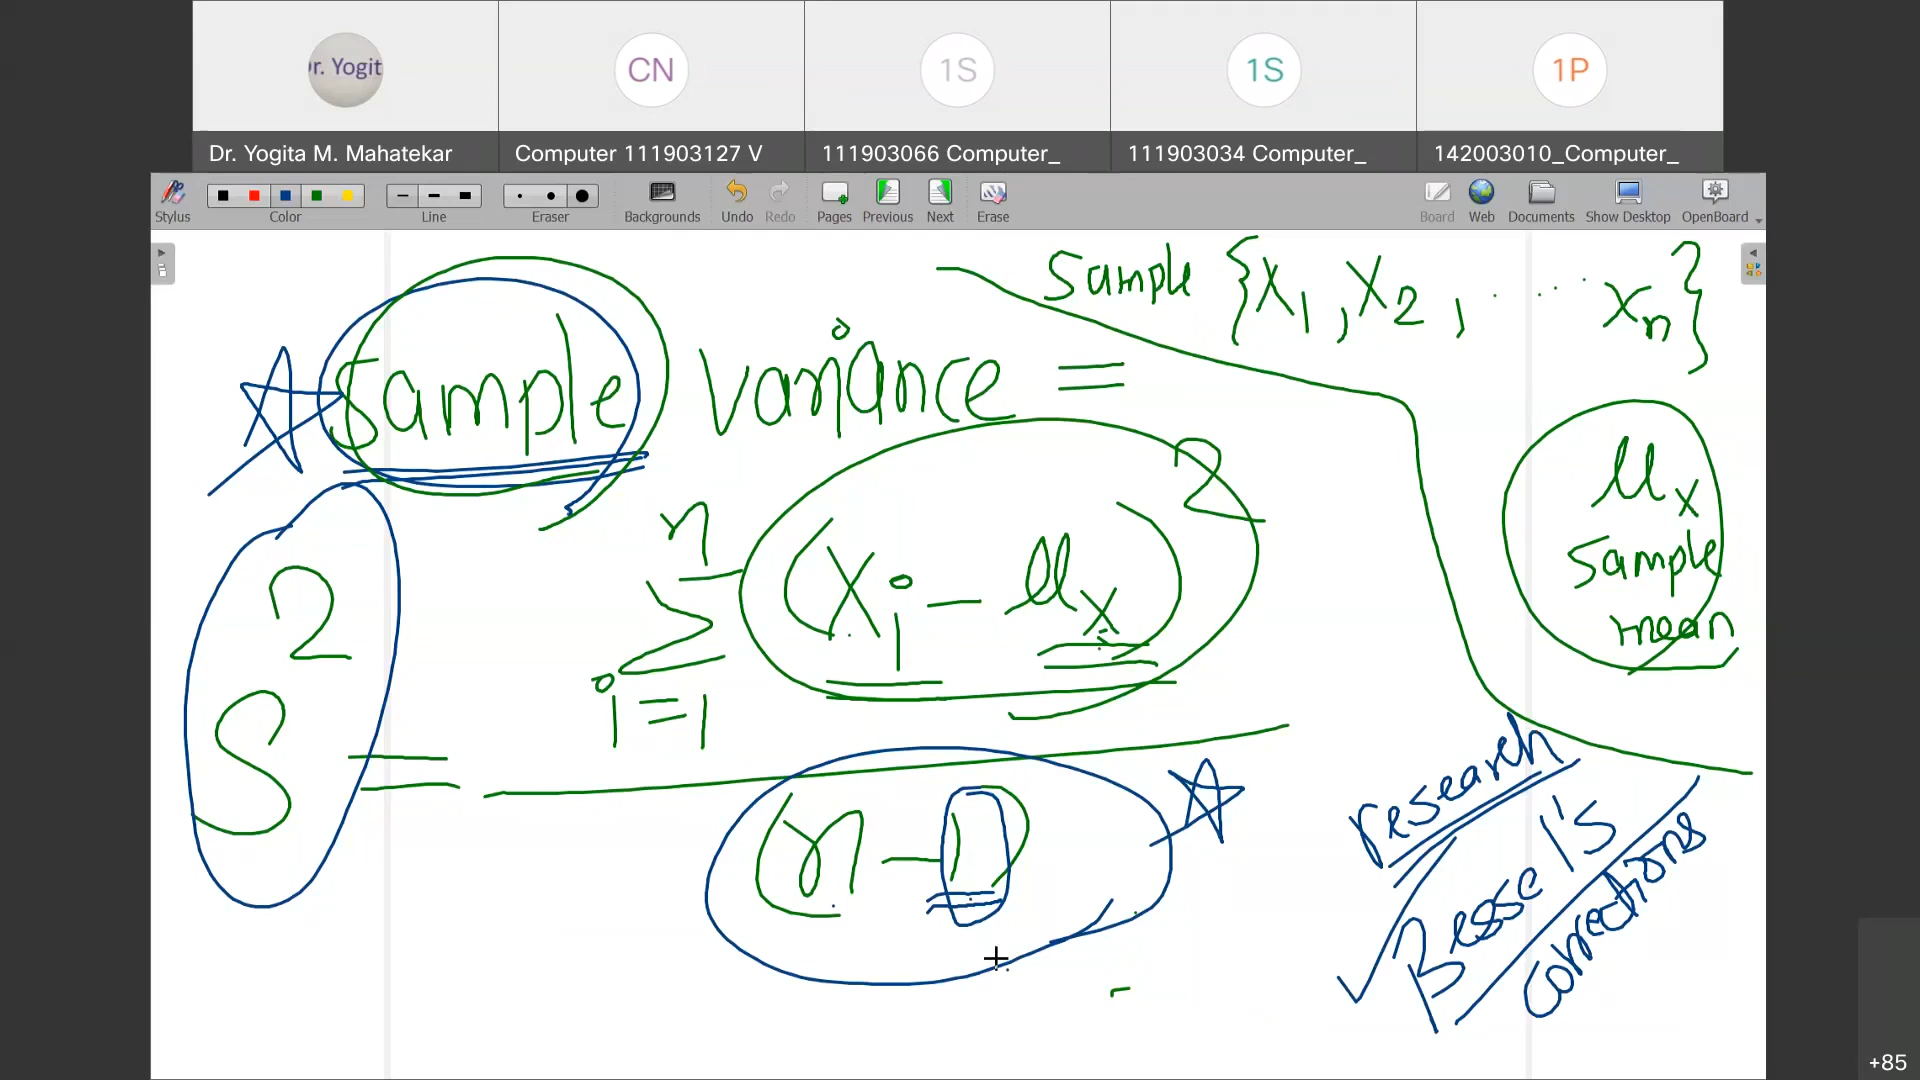 r. Yogit
CN
1S
1S
1P
Dr. Yogita M. Mahatekar
Computer 111903127 V
111903066 Computer_
111903034 Computer_
142003010_Computer_
Stylus
Color
Line
Eraser
Backgrounds
Undo
Redo
Pages
Previous
Next
Erase
Board
Web
Documents
Show Desktop
OpenBoard
Sample {X₁, X₂, ...... Xₙ}
Sample variance =
μₓ
sample
mean
S² = Σ i=1 n (Xᵢ - μₓ)²
(n - 1)
research
Bessel's
corrections
+85